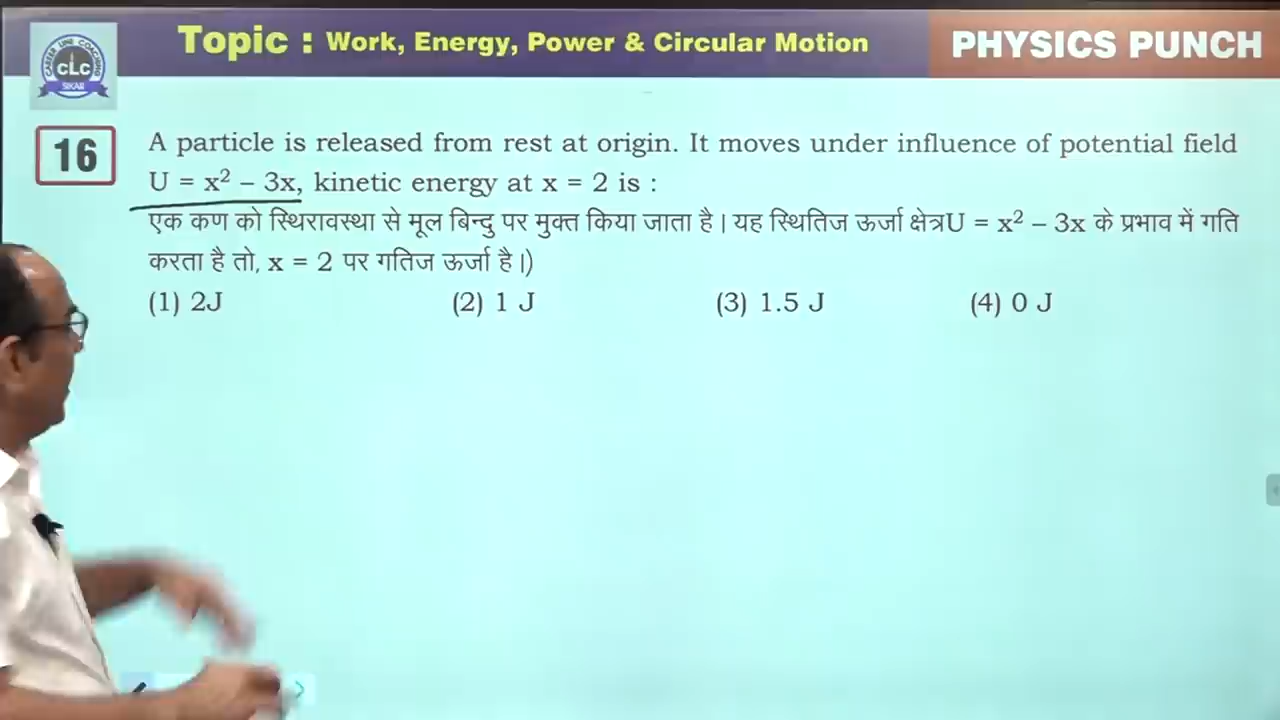 Topic : Work, Energy, Power & Circular Motion
PHYSICS PUNCH
CAREER LINE COACHING
CLC
SIKAR
16
A particle is released from rest at origin. It moves under influence of potential field
U = x² – 3x, kinetic energy at x = 2 is :
एक कण को स्थिरावस्था से मूल बिन्दु पर मुक्त किया जाता है। यह स्थितिज ऊर्जा क्षेत्रU = x² – 3x के प्रभाव में गति
करता है तो, x = 2 पर गतिज ऊर्जा है।)
(1) 2J (2) 1 J (3) 1.5 J (4) 0 J